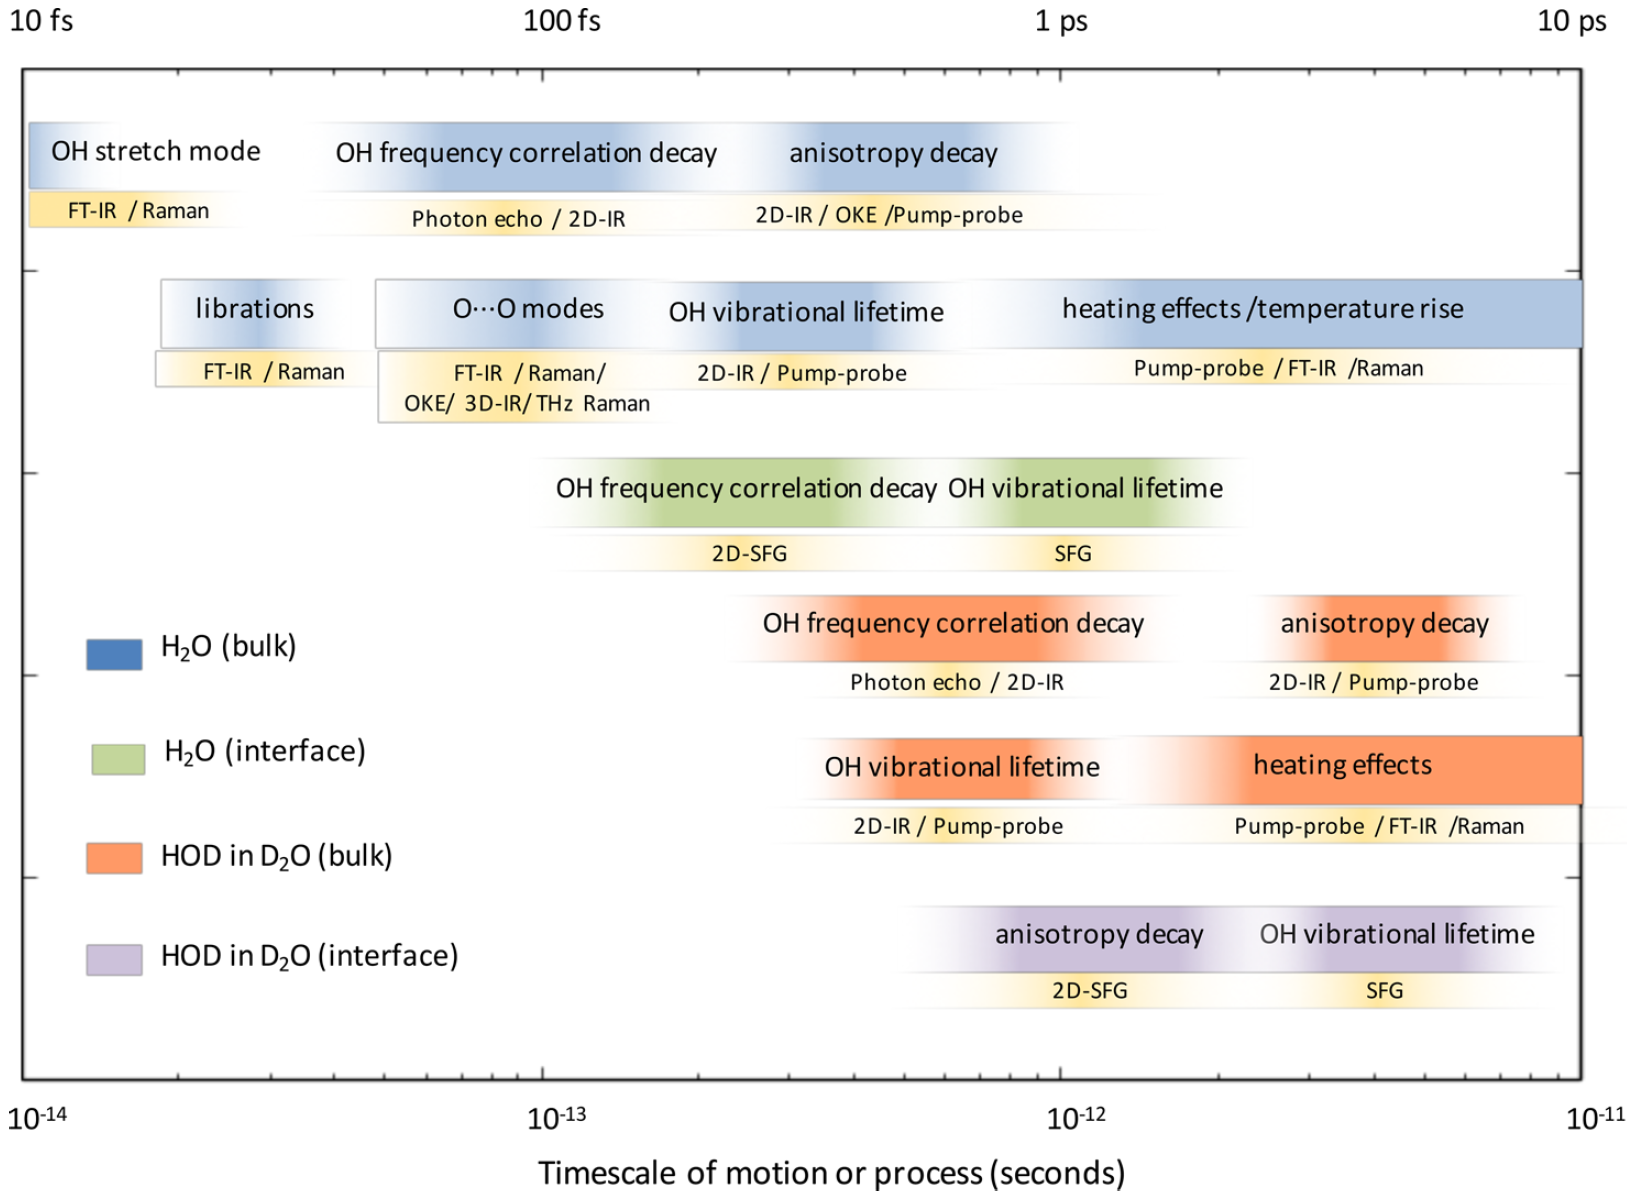 10 fs 100 fs 1 ps 10 ps
OH stretch mode OH frequency correlation decay anisotropy decay
FT-IR / Raman Photon echo / 2D-IR 2D-IR / OKE /Pump-probe
librations O···O modes OH vibrational lifetime heating effects /temperature rise
FT-IR / Raman FT-IR / Raman/ 2D-IR / Pump-probe Pump-probe / FT-IR /Raman
OKE/ 3D-IR/ THz Raman
OH frequency correlation decay OH vibrational lifetime
2D-SFG SFG
OH frequency correlation decay anisotropy decay
H₂O (bulk)
Photon echo / 2D-IR 2D-IR / Pump-probe
H₂O (interface) OH vibrational lifetime heating effects
2D-IR / Pump-probe Pump-probe / FT-IR /Raman
HOD in D₂O (bulk)
anisotropy decay OH vibrational lifetime
HOD in D₂O (interface)
2D-SFG SFG
10⁻¹⁴ 10⁻¹³ 10⁻¹² 10⁻¹¹
Timescale of motion or process (seconds)